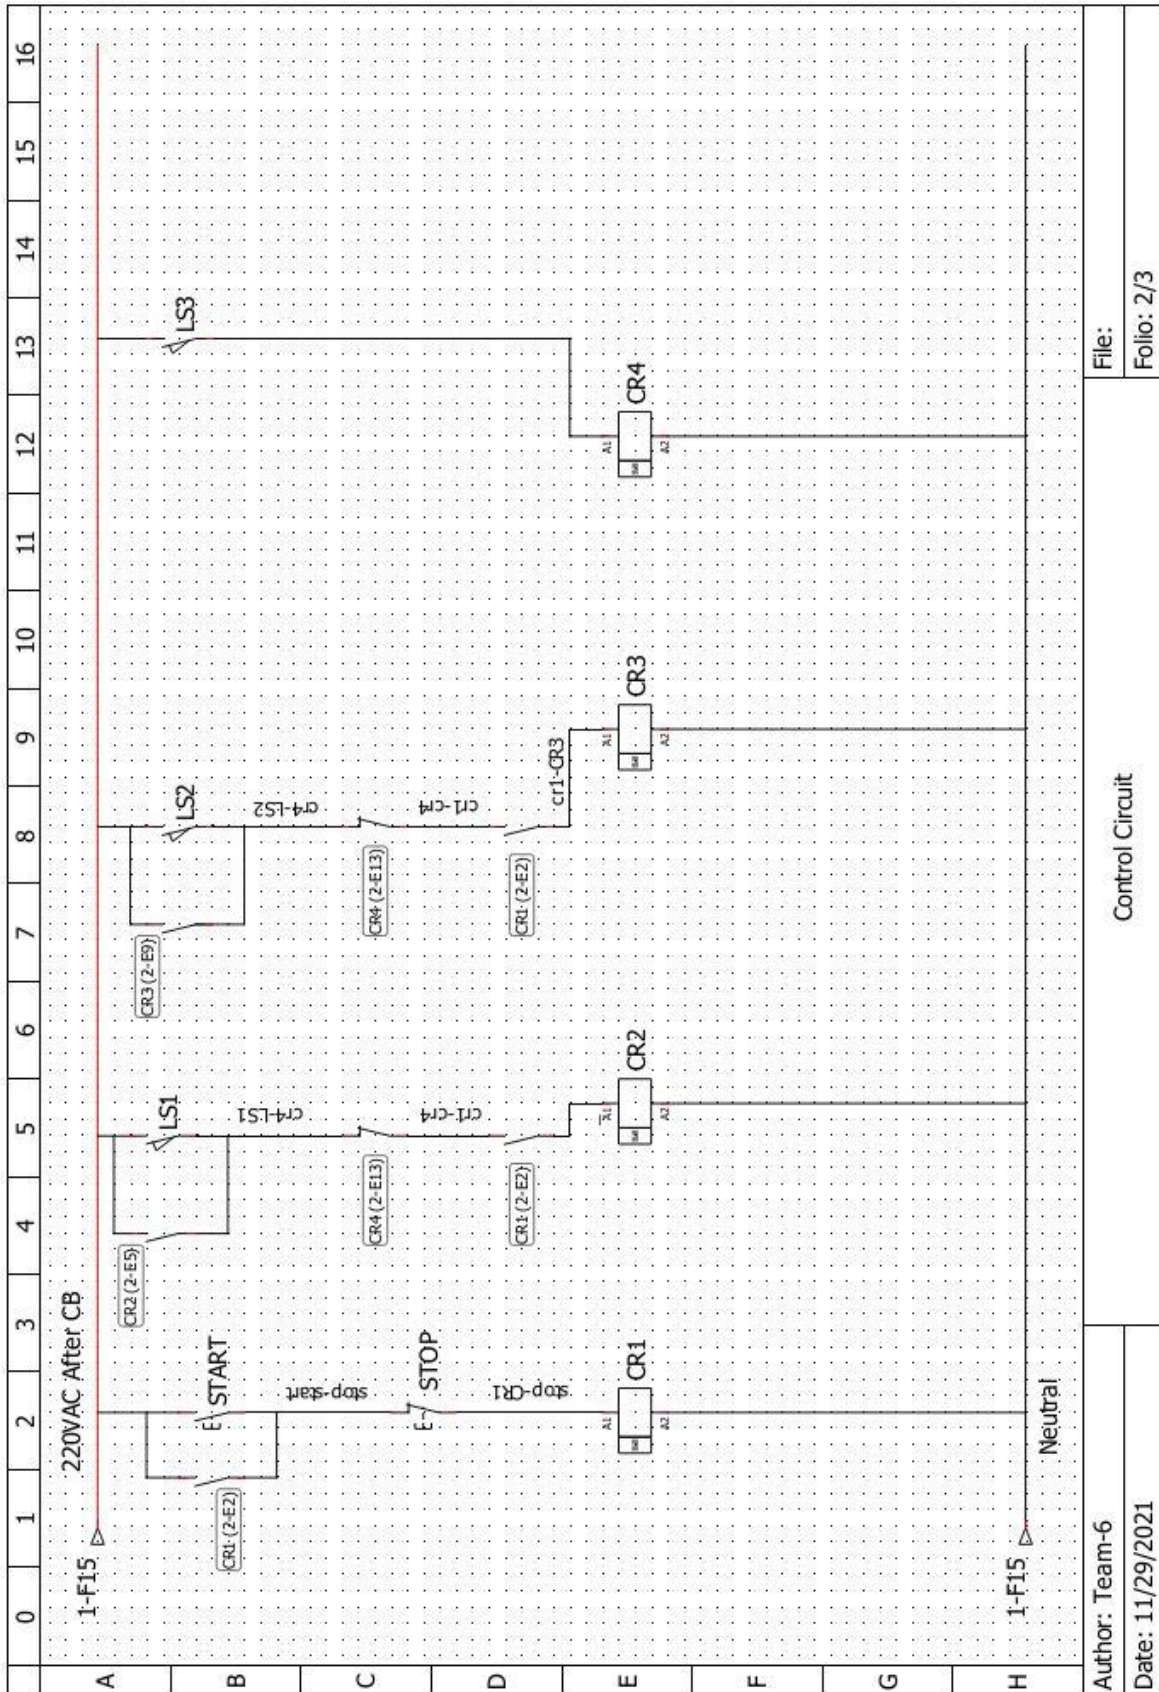 0 1 2 3 4 5 6 7 8 9 10 11 12 13 14 15 16
A
B
C
D
E
F
G
H
1-F15
220VAC After CB
CR1 (2-E2)
START
stop-start
STOP
stop-CR1
A1
CR1
A2
CR2 (2-E5)
LS1
cr4-LS1
CR4 (2-E13)
cr1-cr4
CR1 (2-E2)
A1
CR2
A2
CR3 (2-E9)
LS2
cr4-LS2
CR4 (2-E13)
cr1-cr4
CR1 (2-E2)
cr1-CR3
A1
CR3
A2
LS3
A1
CR4
A2
1-F15
Neutral
Author: Team-6
Date: 11/29/2021
Control Circuit
File:
Folio: 2/3